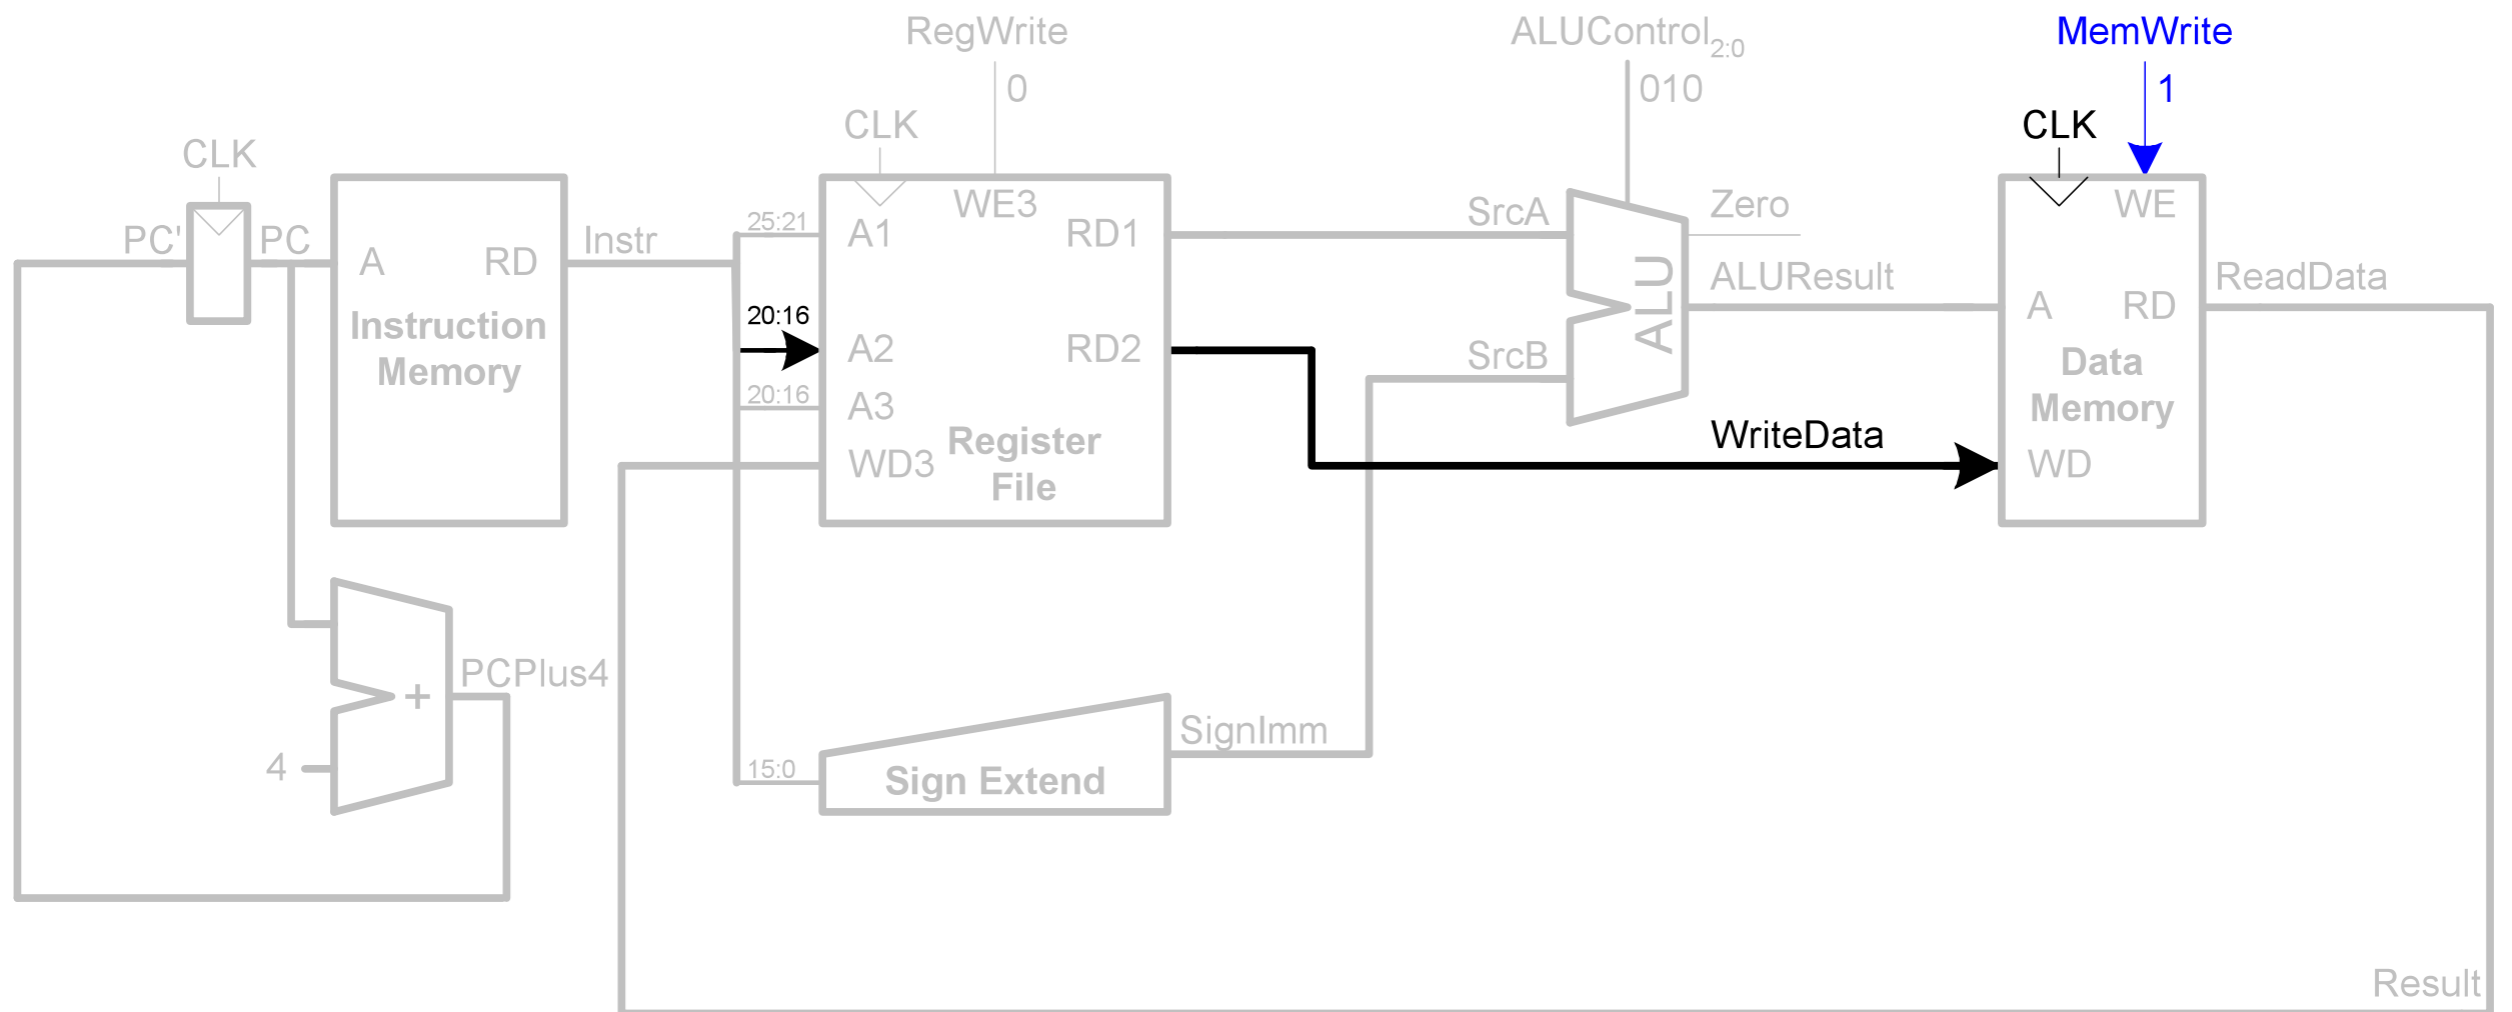 RegWrite
ALUControl2:0
MemWrite
0
010
1
CLK
CLK
CLK
CLK
WE3
WE
25:21
A1
RD1
SrcA
Zero
PC'
PC
A
RD
Instr
ALU
ALUResult
ReadData
20:16
A
RD
Instruction
Memory
A2
RD2
SrcB
Data
Memory
20:16
A3
Register
File
WriteData
WD3
WD
PCPlus4
+
4
SignImm
15:0
Sign Extend
Result